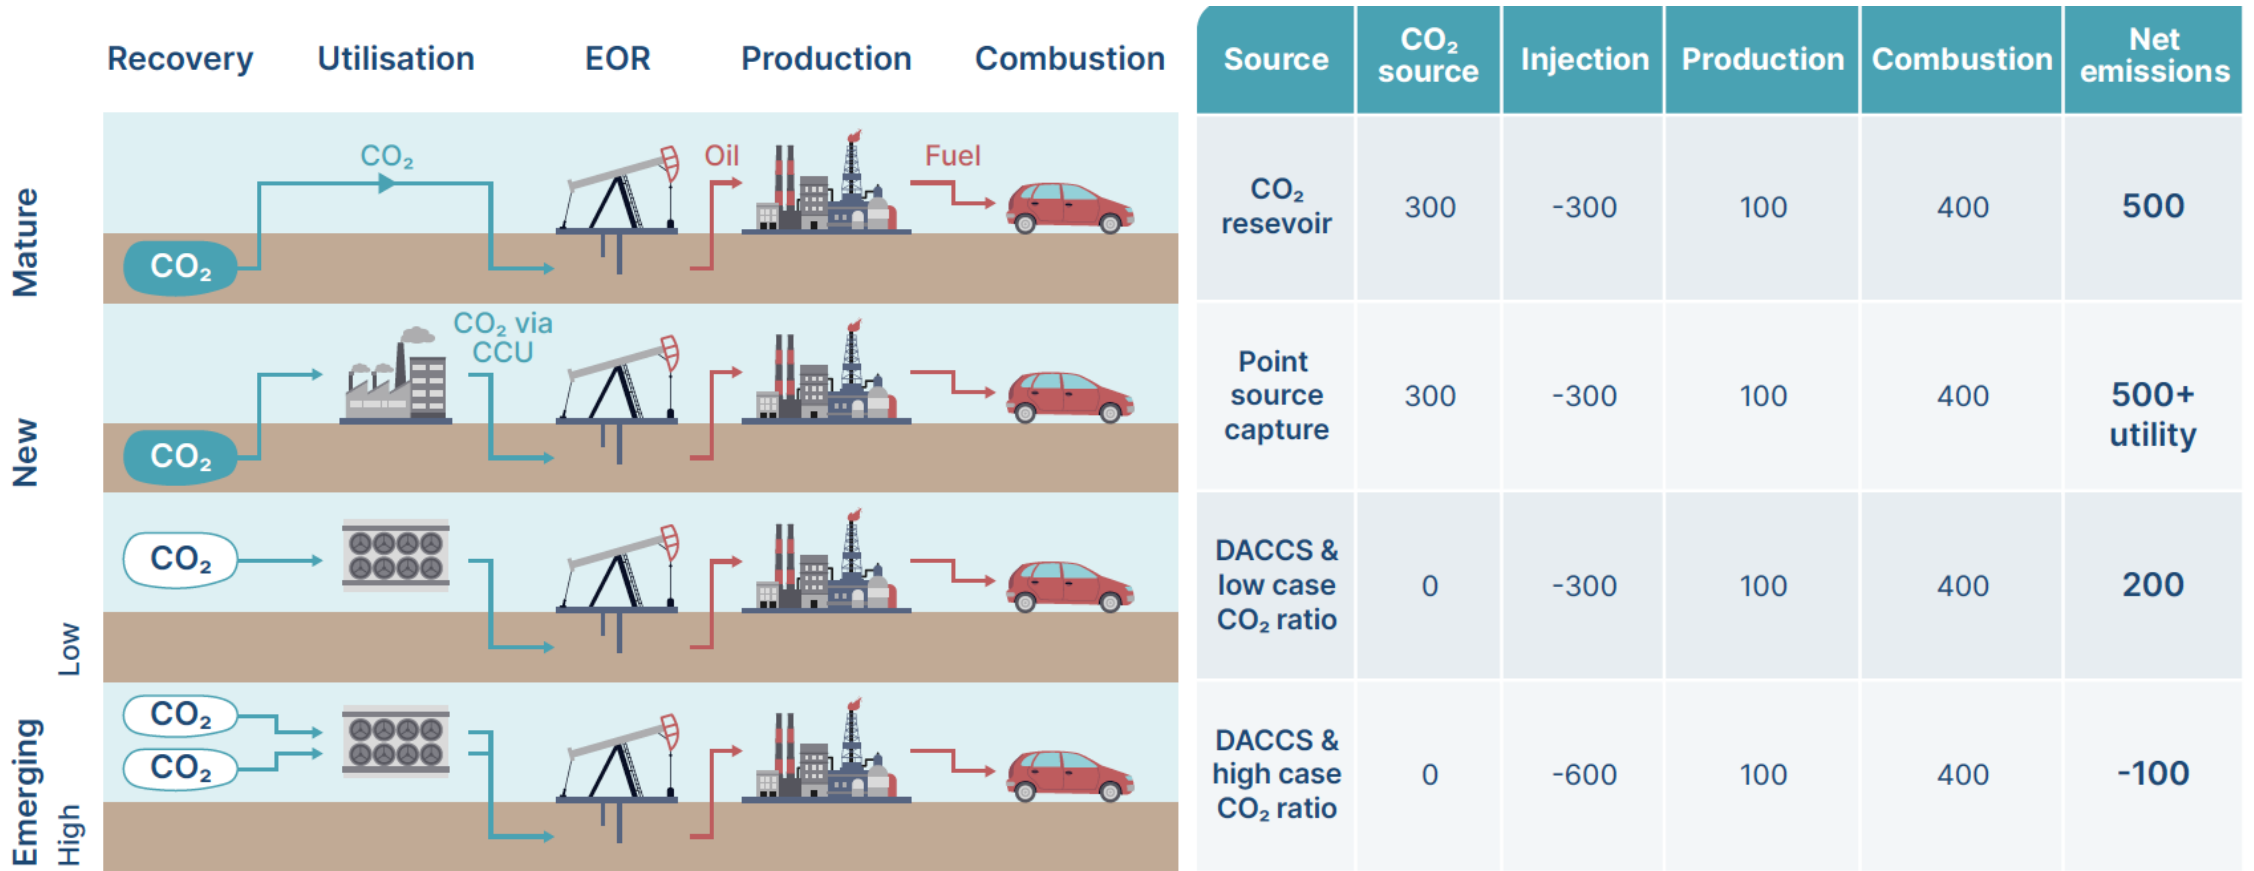 Recovery
Utilisation
EOR
Production
Combustion
Mature
CO₂
CO₂
Oil
Fuel
New
CO₂
CO₂ via
CCU
Emerging
Low
CO₂
High
CO₂
CO₂
Source
CO₂
source
Injection
Production
Combustion
Net
emissions
CO₂
resevoir
300
-300
100
400
500
Point
source
capture
300
-300
100
400
500+
utility
DACCS &
low case
CO₂ ratio
0
-300
100
400
200
DACCS &
high case
CO₂ ratio
0
-600
100
400
-100